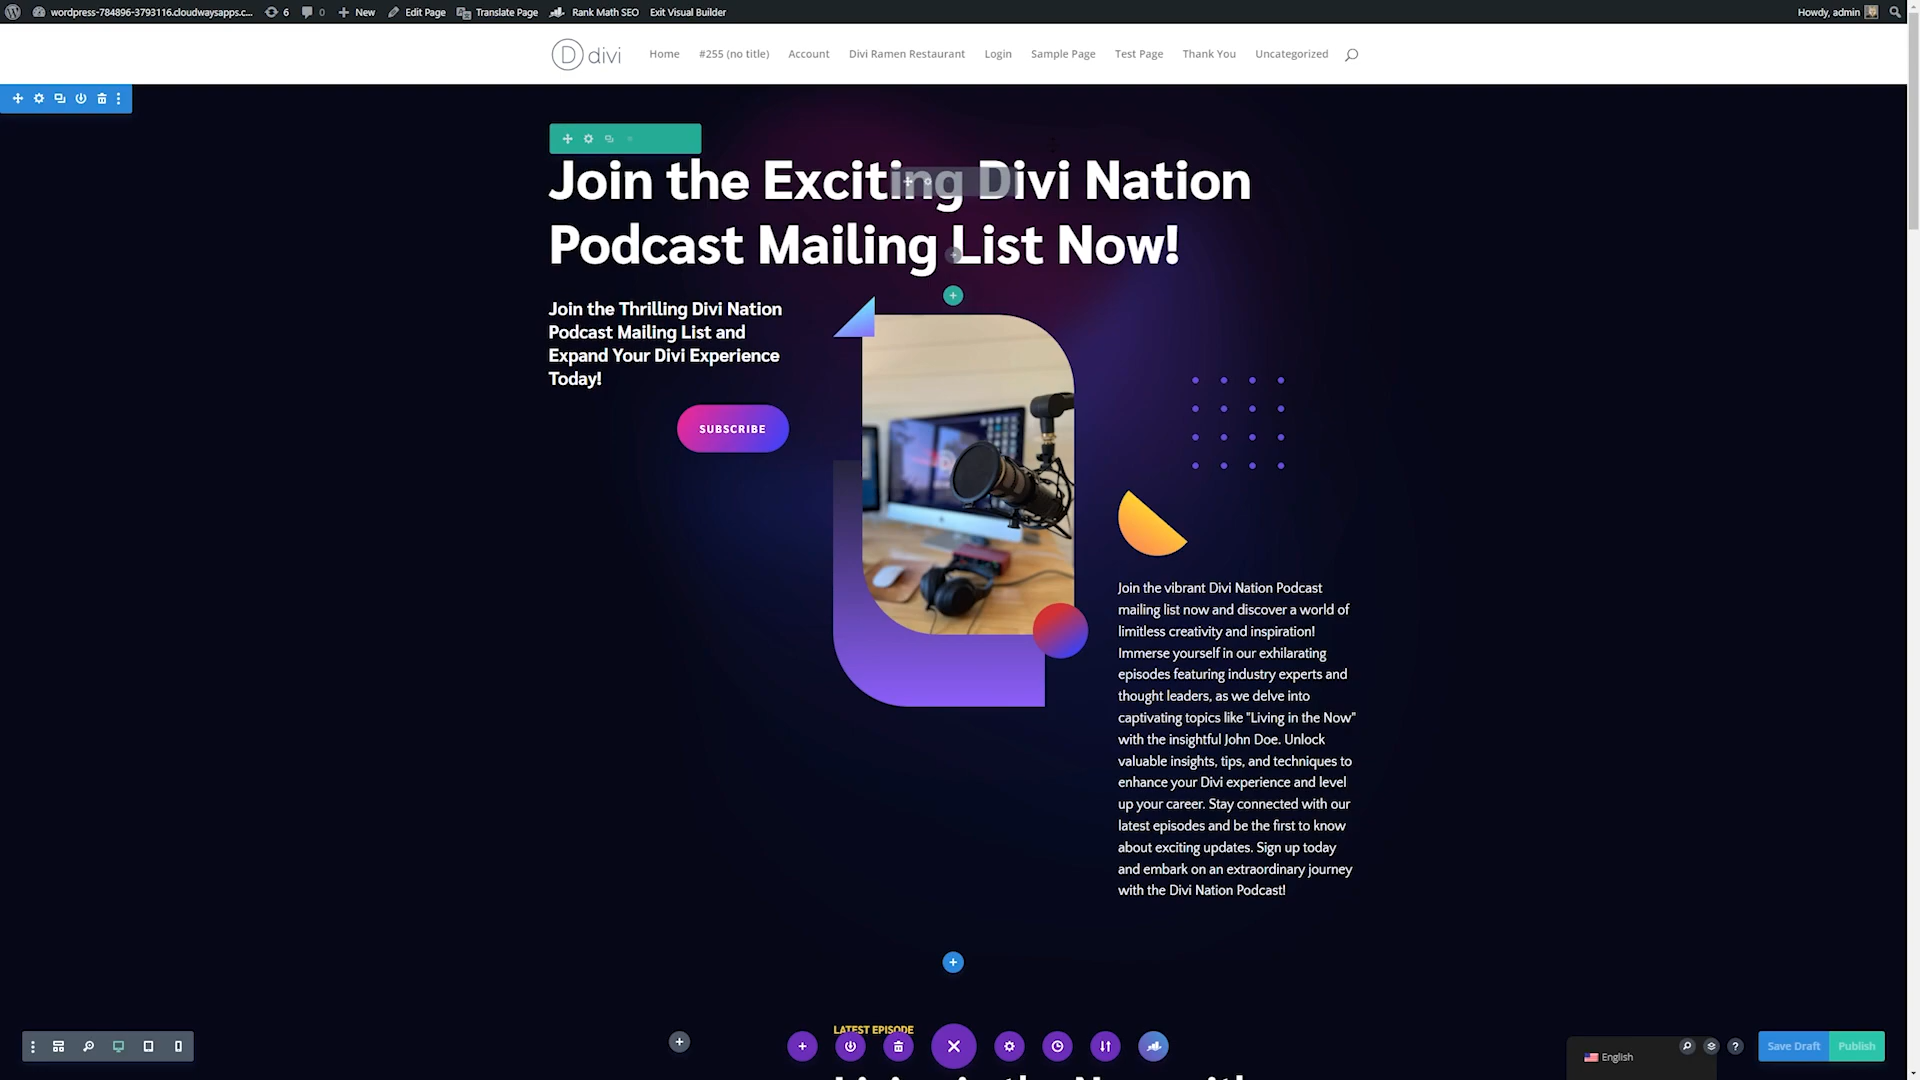 wordpress-784896-3793116.cloudwaysapps.c... 6 0 New Edit Page Translate Page Rank Math SEO Exit Visual Builder Howdy, admin
D divi Home #255 (no title) Account Divi Ramen Restaurant Login Sample Page Test Page Thank You Uncategorized
Join the Exciting Divi Nation
Podcast Mailing List Now!
Join the Thrilling Divi Nation
Podcast Mailing List and
Expand Your Divi Experience
Today!
SUBSCRIBE
Join the vibrant Divi Nation Podcast
mailing list now and discover a world of
limitless creativity and inspiration!
Immerse yourself in our exhilarating
episodes featuring industry experts and
thought leaders, as we delve into
captivating topics like "Living in the Now"
with the insightful John Doe. Unlock
valuable insights, tips, and techniques to
enhance your Divi experience and level
up your career. Stay connected with our
latest episodes and be the first to know
about exciting updates. Sign up today
and embark on an extraordinary journey
with the Divi Nation Podcast!
LATEST EPISODE
English
Save Draft Publish